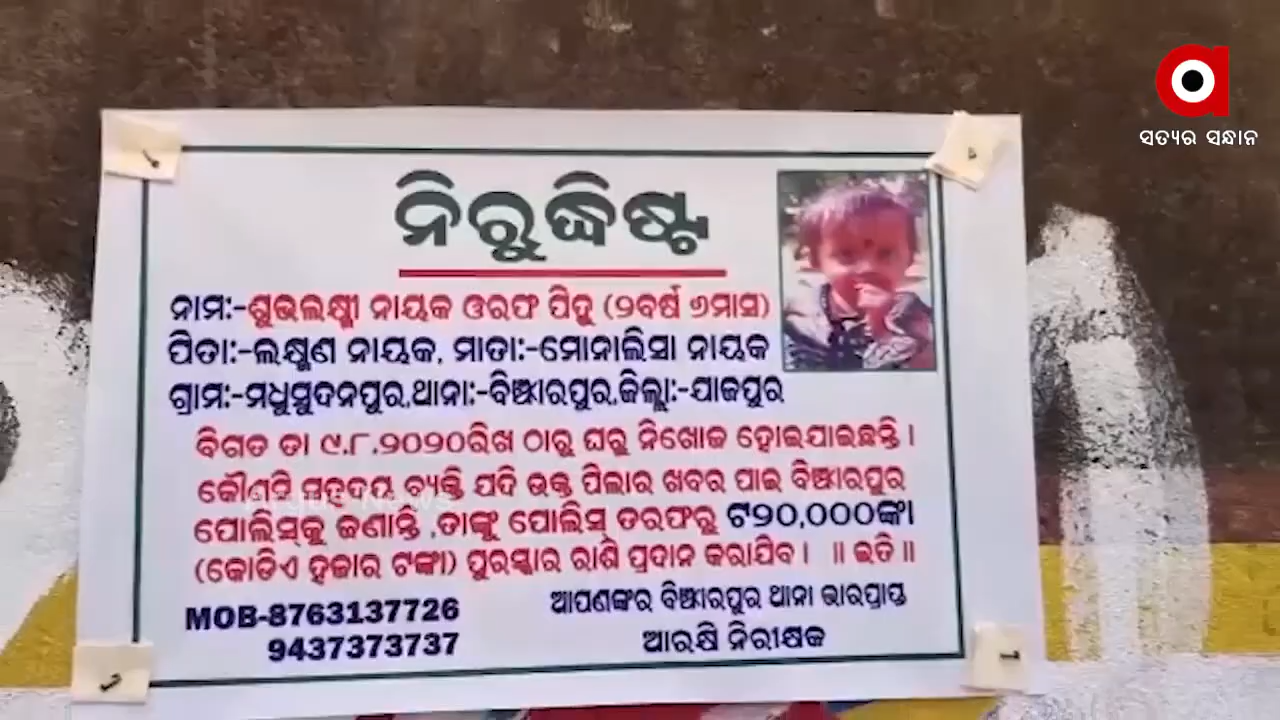 ସତ୍ୟର ସନ୍ଧାନ
ନିରୁଦ୍ଧିଷ୍ଟ
ନାମ:-ଶୁଭଲକ୍ଷ୍ମୀ ନାୟକ ଓରଫ ପିହୁ (୨ବର୍ଷ ୬ମାସ)
ପିତା:-ଲକ୍ଷ୍ମଣ ନାୟକ, ମାତା:-ମୋନାଲିସା ନାୟକ
ଗ୍ରାମ:-ମଧୁସୁଦନପୁର,ଥାନା:-ବିଞ୍ଝାରପୁର,ଜିଲ୍ଲା:-ଯାଜପୁର
ବିଗତ ତା ୯.୮.୨୦୨୦ରିଖ ଠାରୁ ଘରୁ ନିଖୋଜ ହୋଇଯାଇଛନ୍ତି ।
କୌଣସି ସହୃଦୟ ବ୍ୟକ୍ତି ଯଦି ଉକ୍ତ ପିଲାର ଖବର ପାଇ ବିଞ୍ଝାରପୁର
ପୋଲିସ୍‌କୁ ଜଣାନ୍ତି ,ତାଙ୍କୁ ପୋଲିସ୍ ତରଫରୁ ଟ୨୦,୦୦୦ଙ୍କା
(କୋଡିଏ ହଜାର ଟଙ୍କା) ପୁରସ୍କାର ରାଶି ପ୍ରଦାନ କରାଯିବ । ॥ ଇତି ॥
MOB-8763137726
9437373737
ଆପଣଙ୍କର ବିଞ୍ଝାରପୁର ଥାନା ଭାରପ୍ରାପ୍ତ
ଆରକ୍ଷି ନିରୀକ୍ଷକ
Argus News